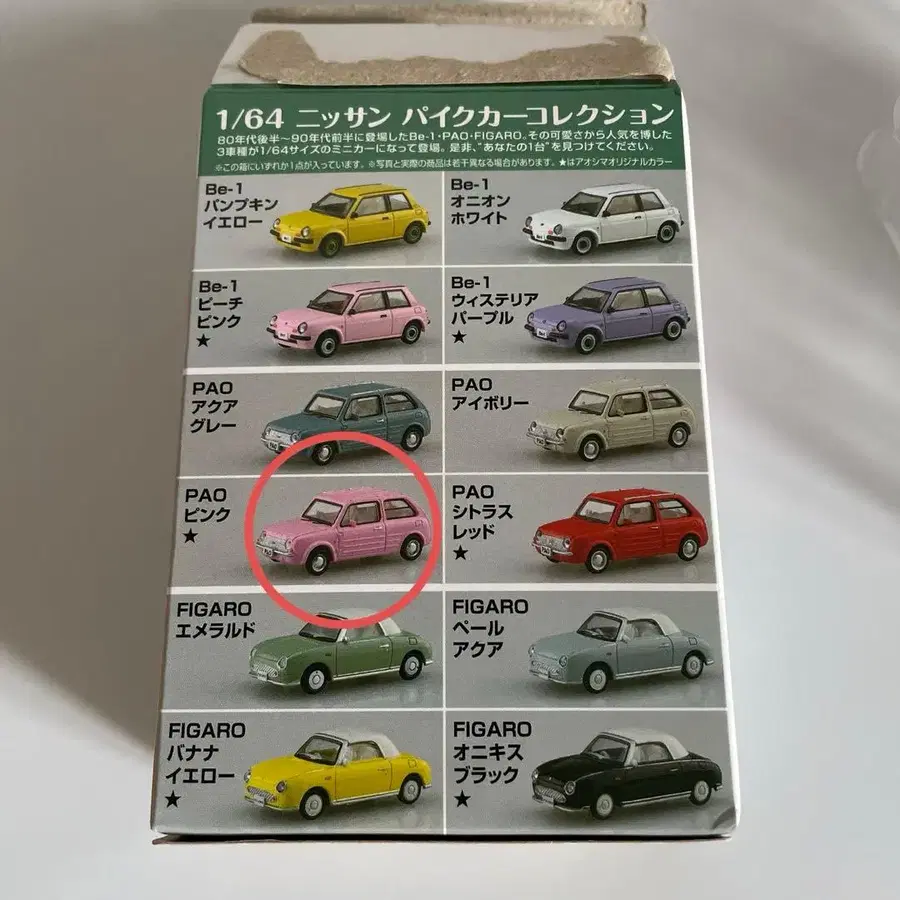 1/64 ニッサン パイクカーコレクション
80年代後半〜90年代前半に登場したBe-1・PAO・FIGARO。その可愛さから人気を博した
3車種が1/64サイズのミニカーになって登場。是非、"あなたの1台"を見つけてください。
※この箱にいずれか1点が入っています。※写真と実際の商品は若干異なる場合があります。★はアオシマオリジナルカラー
Be-1
パンプキン
イエロー
Be-1
オニオン
ホワイト
Be-1
ピーチ
ピンク
★
Be-1
ウィステリア
パープル
★
PAO
アクア
グレー
PAO
アイボリー
PAO
ピンク
★
PAO
シトラス
レッド
★
FIGARO
エメラルド
FIGARO
ペール
アクア
FIGARO
バナナ
イエロー
★
FIGARO
オニキス
ブラック
★